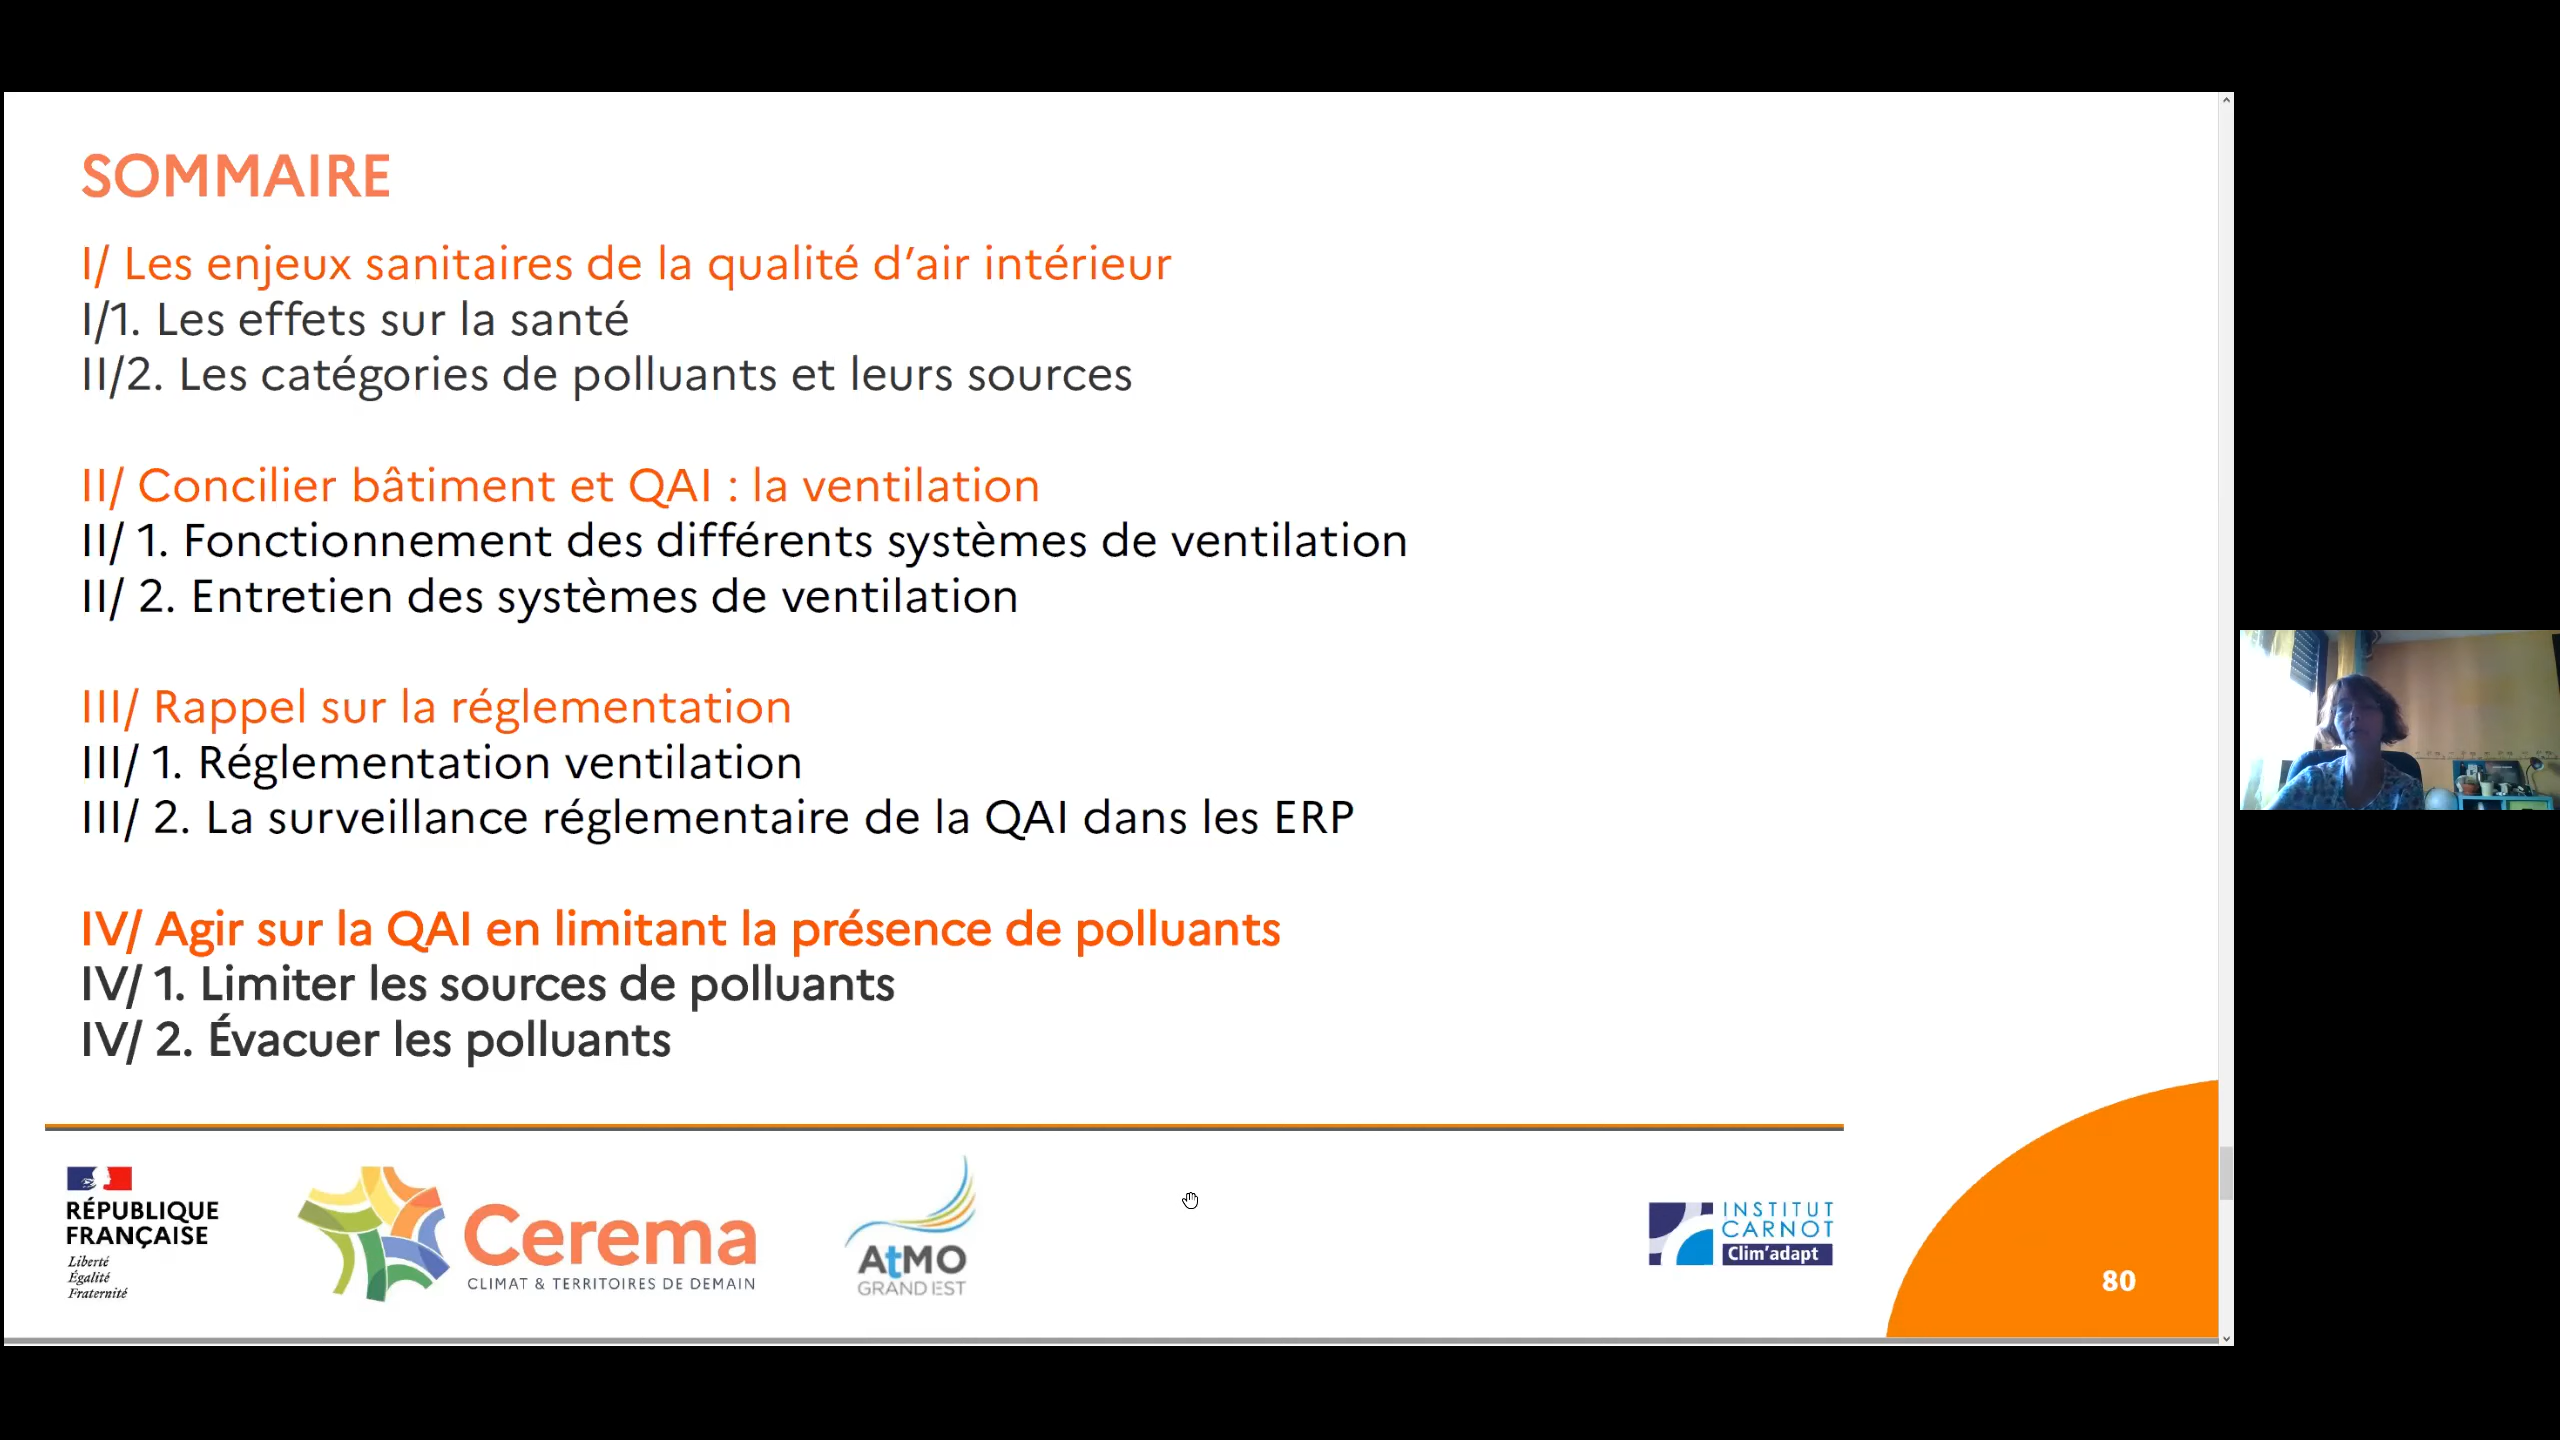 SOMMAIRE
I/ Les enjeux sanitaires de la qualité d’air intérieur
I/1. Les effets sur la santé
II/2. Les catégories de polluants et leurs sources
II/ Concilier bâtiment et QAI : la ventilation
II/ 1. Fonctionnement des différents systèmes de ventilation
II/ 2. Entretien des systèmes de ventilation
III/ Rappel sur la réglementation
III/ 1. Réglementation ventilation
III/ 2. La surveillance réglementaire de la QAI dans les ERP
IV/ Agir sur la QAI en limitant la présence de polluants
IV/ 1. Limiter les sources de polluants
IV/ 2. Évacuer les polluants
RÉPUBLIQUE
FRANÇAISE
Liberté
Égalité
Fraternité
Cerema
CLIMAT & TERRITOIRES DE DEMAIN
AtMO
GRAND EST
INSTITUT
CARNOT
Clim’adapt
80